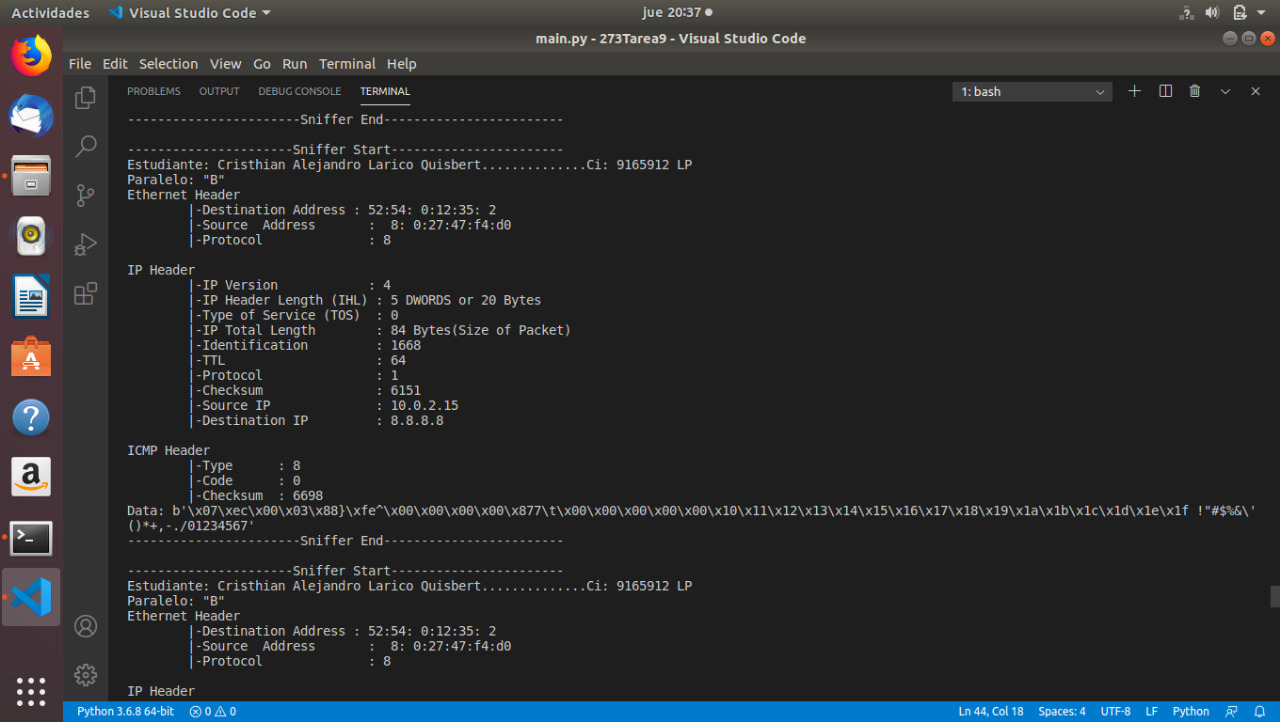 Actividades Visual Studio Code jue 20:37
main.py - 273Tarea9 - Visual Studio Code
File Edit Selection View Go Run Terminal Help
PROBLEMS OUTPUT DEBUG CONSOLE TERMINAL 1: bash
-----------------------Sniffer End------------------------
----------------------Sniffer Start-----------------------
Estudiante: Cristhian Alejandro Larico Quisbert..............Ci: 9165912 LP
Paralelo: "B"
Ethernet Header
|-Destination Address : 52:54: 0:12:35: 2
|-Source  Address       :  8: 0:27:47:f4:d0
|-Protocol              : 8
IP Header
|-IP Version            : 4
|-IP Header Length (IHL) : 5 DWORDS or 20 Bytes
|-Type of Service (TOS)  : 0
|-IP Total Length        : 84 Bytes(Size of Packet)
|-Identification         : 1668
|-TTL                    : 64
|-Protocol               : 1
|-Checksum               : 6151
|-Source IP              : 10.0.2.15
|-Destination IP         : 8.8.8.8
ICMP Header
|-Type      : 8
|-Code      : 0
|-Checksum  : 6698
Data: b'\x07\xec\x00\x03\x88}\xfe^\x00\x00\x00\x00\x877\t\x00\x00\x00\x00\x00\x10\x11\x12\x13\x14\x15\x16\x17\x18\x19\x1a\x1b\x1c\x1d\x1e\x1f !"#$%&\'
()*+,-./01234567'
-----------------------Sniffer End------------------------
----------------------Sniffer Start-----------------------
Estudiante: Cristhian Alejandro Larico Quisbert..............Ci: 9165912 LP
Paralelo: "B"
Ethernet Header
|-Destination Address : 52:54: 0:12:35: 2
|-Source  Address       :  8: 0:27:47:f4:d0
|-Protocol              : 8
IP Header
Python 3.6.8 64-bit 0 0 Ln 44, Col 18 Spaces: 4 UTF-8 LF Python